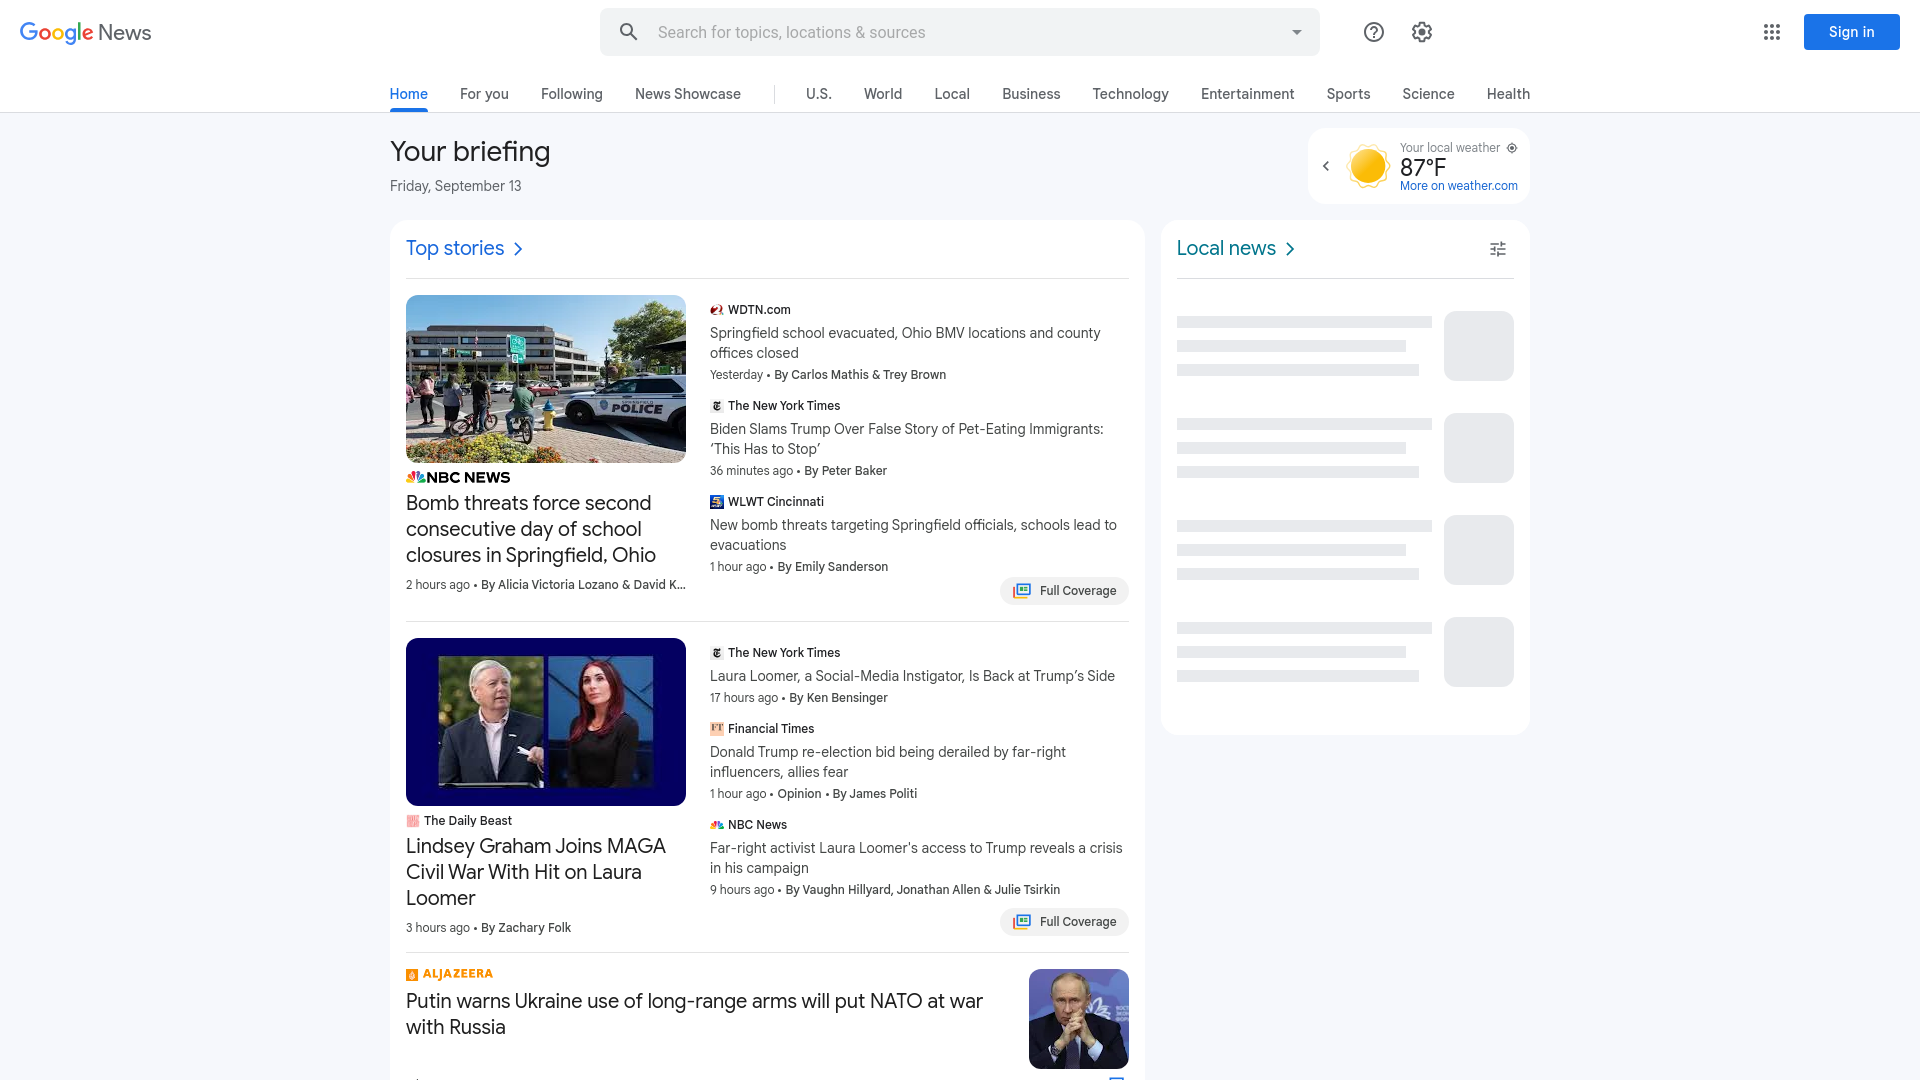 Google News
Search for topics, locations & sources
Sign in
Home
For you
Following
News Showcase
U.S.
World
Local
Business
Technology
Entertainment
Sports
Science
Health
Your briefing
Friday, September 13
Your local weather
87°F
More on weather.com
Top stories
POLICE
NBC NEWS
Bomb threats force second
consecutive day of school
closures in Springfield, Ohio
2 hours ago • By Alicia Victoria Lozano & David K...
WDTN.com
Springfield school evacuated, Ohio BMV locations and county
offices closed
Yesterday • By Carlos Mathis & Trey Brown
The New York Times
Biden Slams Trump Over False Story of Pet-Eating Immigrants:
‘This Has to Stop’
36 minutes ago • By Peter Baker
WLWT Cincinnati
New bomb threats targeting Springfield officials, schools lead to
evacuations
1 hour ago • By Emily Sanderson
Full Coverage
The Daily Beast
Lindsey Graham Joins MAGA
Civil War With Hit on Laura
Loomer
3 hours ago • By Zachary Folk
The New York Times
Laura Loomer, a Social-Media Instigator, Is Back at Trump’s Side
17 hours ago • By Ken Bensinger
Financial Times
Donald Trump re-election bid being derailed by far-right
influencers, allies fear
1 hour ago • Opinion • By James Politi
NBC News
Far-right activist Laura Loomer's access to Trump reveals a crisis
in his campaign
9 hours ago • By Vaughn Hillyard, Jonathan Allen & Julie Tsirkin
Full Coverage
ALJAZEERA
Putin warns Ukraine use of long-range arms will put NATO at war
with Russia
Local news